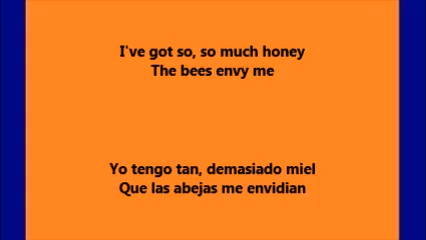 I've got so, so much honey
The bees envy me
Yo tengo tan, demasiado miel
Que las abejas me envidian